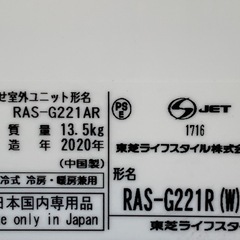 せ室外ユニット形名
RAS-G221AR
質 量 13.5kg
年 2020年
(中国製)
冷式 冷房・暖房兼用
日本国内専用品
e only in Japan
PS
E
JET
1716
東芝ライフスタイル株式会
形名
RAS-G221R(W)
東芝ライフスタ